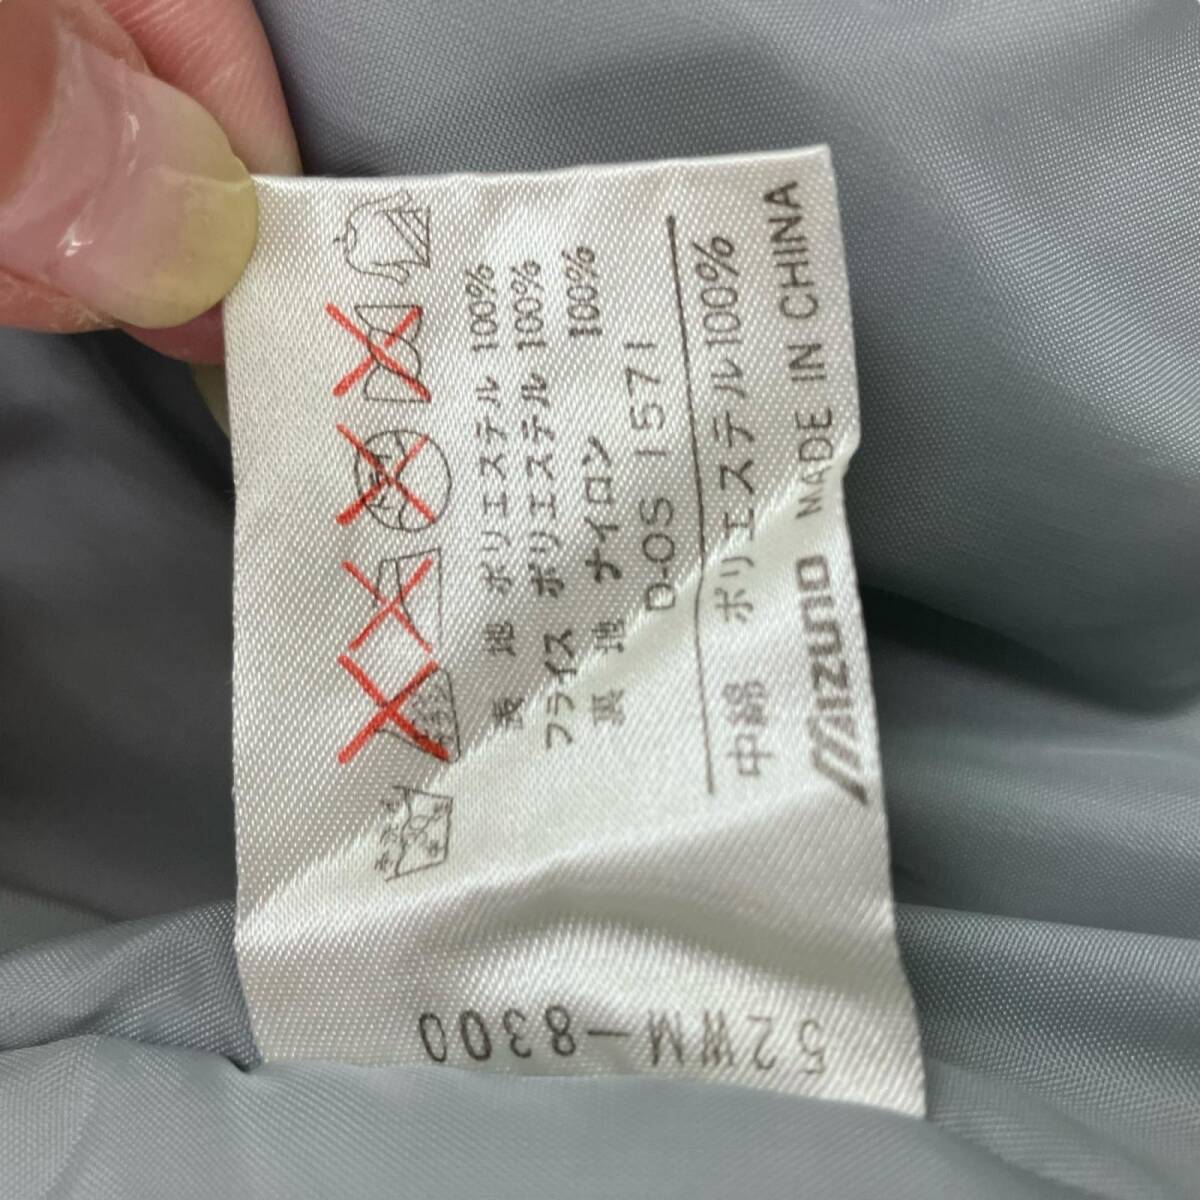 表地 ポリエステル 100%
フライス ポリエステル 100%
裏地 ナイロン 100%
D-OS 1571
中綿 ポリエステル100%
MIZUNO MADE IN CHINA
52WM-8300